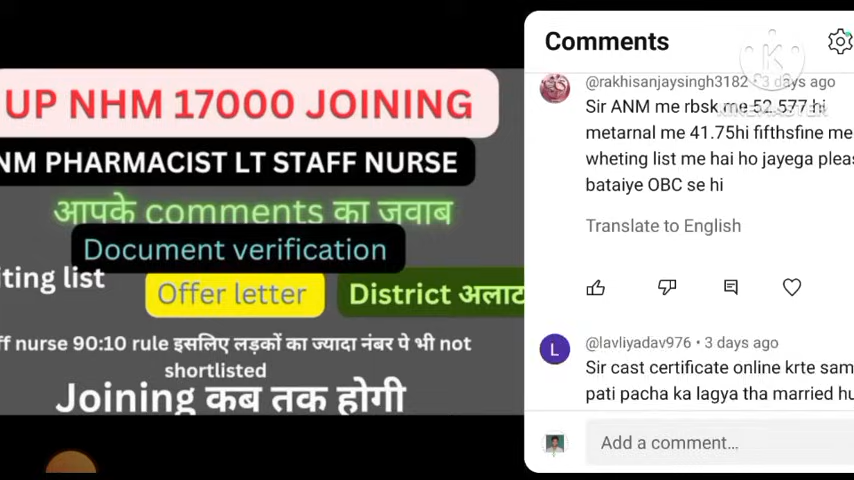 UP NHM 17000 JOINING
NM PHARMACIST LT STAFF NURSE
आपके comments का जवाब
Document verification
iting list
Offer letter
District अलाट
ff nurse 90:10 rule इसलिए लड़कों का ज्यादा नंबर पे भी not
shortlisted
Joining कब तक होगी
Comments
@rakhisanjaysingh3182 • 3 days ago
Sir ANM me rbsk me 52.577 hi
metarnal me 41.75hi fifthsfine me
wheting list me hai ho jayega pleas
bataiye OBC se hi
Translate to English
L
@lavliyadav976 • 3 days ago
Sir cast certificate online krte sam
pati pacha ka lagya tha married hu
Add a comment...